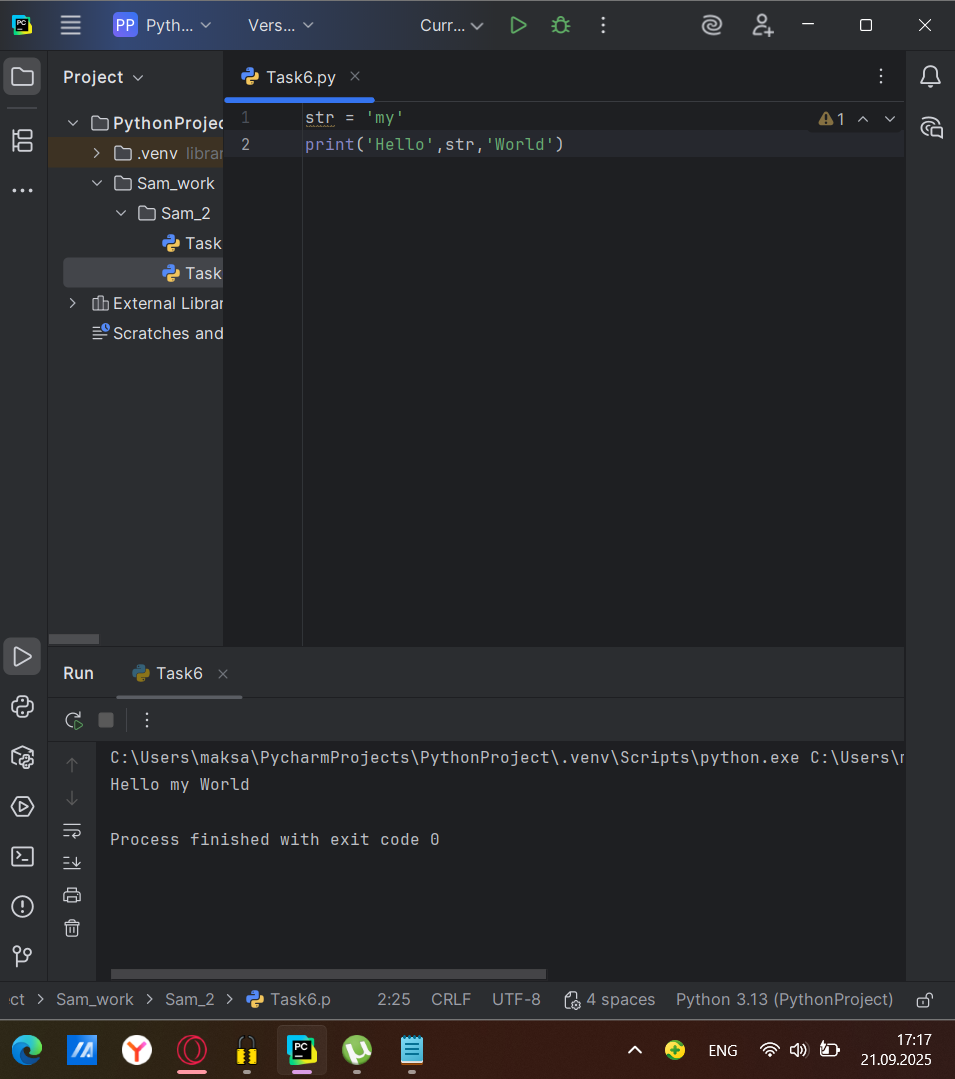 PC
PP Pyth...
Vers...
Curr...
Project
Task6.py
PythonProjec
.venv librar
Sam_work
Sam_2
Task
Task
External Librar
Scratches and
1 str = 'my'
1
2 print('Hello',str,'World')
Run
Task6
C:\Users\maksa\PycharmProjects\PythonProject\.venv\Scripts\python.exe C:\Users\m
Hello my World
Process finished with exit code 0
ct > Sam_work > Sam_2 > Task6.p 2:25 CRLF UTF-8 4 spaces Python 3.13 (PythonProject)
PC
ENG
17:17
21.09.2025